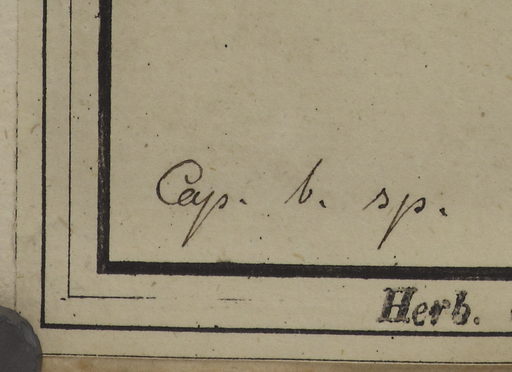 Cap. b. sp.
Herb.